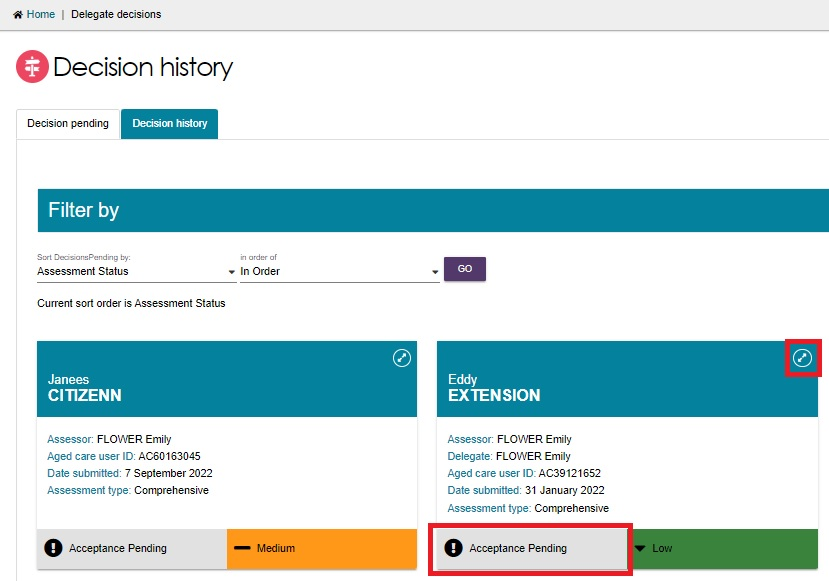 Home | Delegate decisions
Decision history
Decision pending
Decision history
Filter by
Sort DecisionsPending by:
Assessment Status
in order of
In Order
GO
Current sort order is Assessment Status
Janees
CITIZENN
Assessor: FLOWER Emily
Aged care user ID: AC60163045
Date submitted: 7 September 2022
Assessment type: Comprehensive
Acceptance Pending
Medium
Eddy
EXTENSION
Assessor: FLOWER Emily
Delegate: FLOWER Emily
Aged care user ID: AC39121652
Date submitted: 31 January 2022
Assessment type: Comprehensive
Acceptance Pending
Low